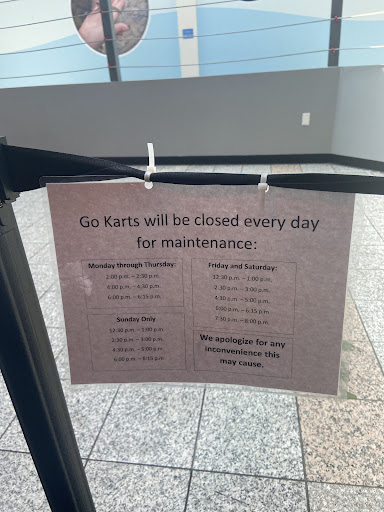 Go Karts will be closed every day
for maintenance:
Monday through Thursday:
2:00 p.m. – 2:30 p.m.
4:00 p.m. – 4:30 p.m.
6:00 p.m. – 6:15 p.m.
Friday and Saturday:
12:30 p.m. – 1:00 p.m.
2:30 p.m. – 3:00 p.m.
4:30 p.m. – 5:00 p.m.
6:00 p.m. – 6:15 p.m.
7:30 p.m. – 8:00 p.m.
Sunday Only
12:30 p.m. – 1:00 p.m.
2:30 p.m. – 3:00 p.m.
4:30 p.m. – 5:00 p.m.
6:00 p.m. – 6:15 p.m.
We apologize for any
inconvenience this
may cause.